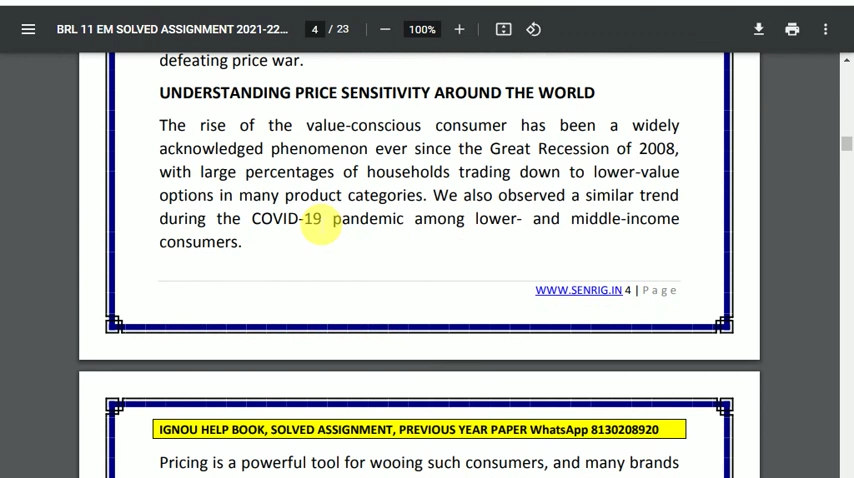 BRL 11 EM SOLVED ASSIGNMENT 2021-22... 4 / 23 100%
defeating price war.
UNDERSTANDING PRICE SENSITIVITY AROUND THE WORLD
The rise of the value-conscious consumer has been a widely
acknowledged phenomenon ever since the Great Recession of 2008,
with large percentages of households trading down to lower-value
options in many product categories. We also observed a similar trend
during the COVID-19 pandemic among lower- and middle-income
consumers.
WWW.SENRIG.IN 4 | Page
IGNOU HELP BOOK, SOLVED ASSIGNMENT, PREVIOUS YEAR PAPER WhatsApp 8130208920
Pricing is a powerful tool for wooing such consumers, and many brands